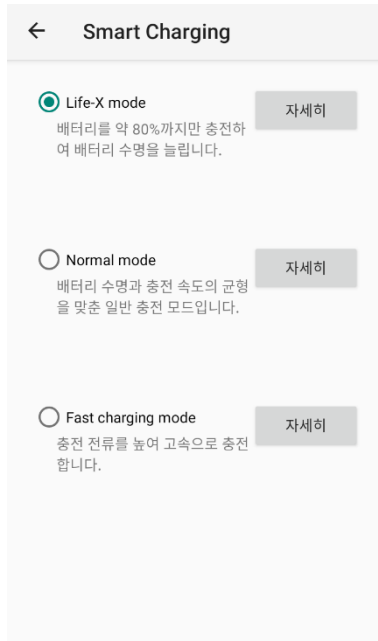 Smart Charging
Life-X mode
자세히
배터리를 약 80%까지만 충전하
여 배터리 수명을 늘립니다.
Normal mode
자세히
배터리 수명과 충전 속도의 균형
을 맞춘 일반 충전 모드입니다.
Fast charging mode
자세히
충전 전류를 높여 고속으로 충전
합니다.